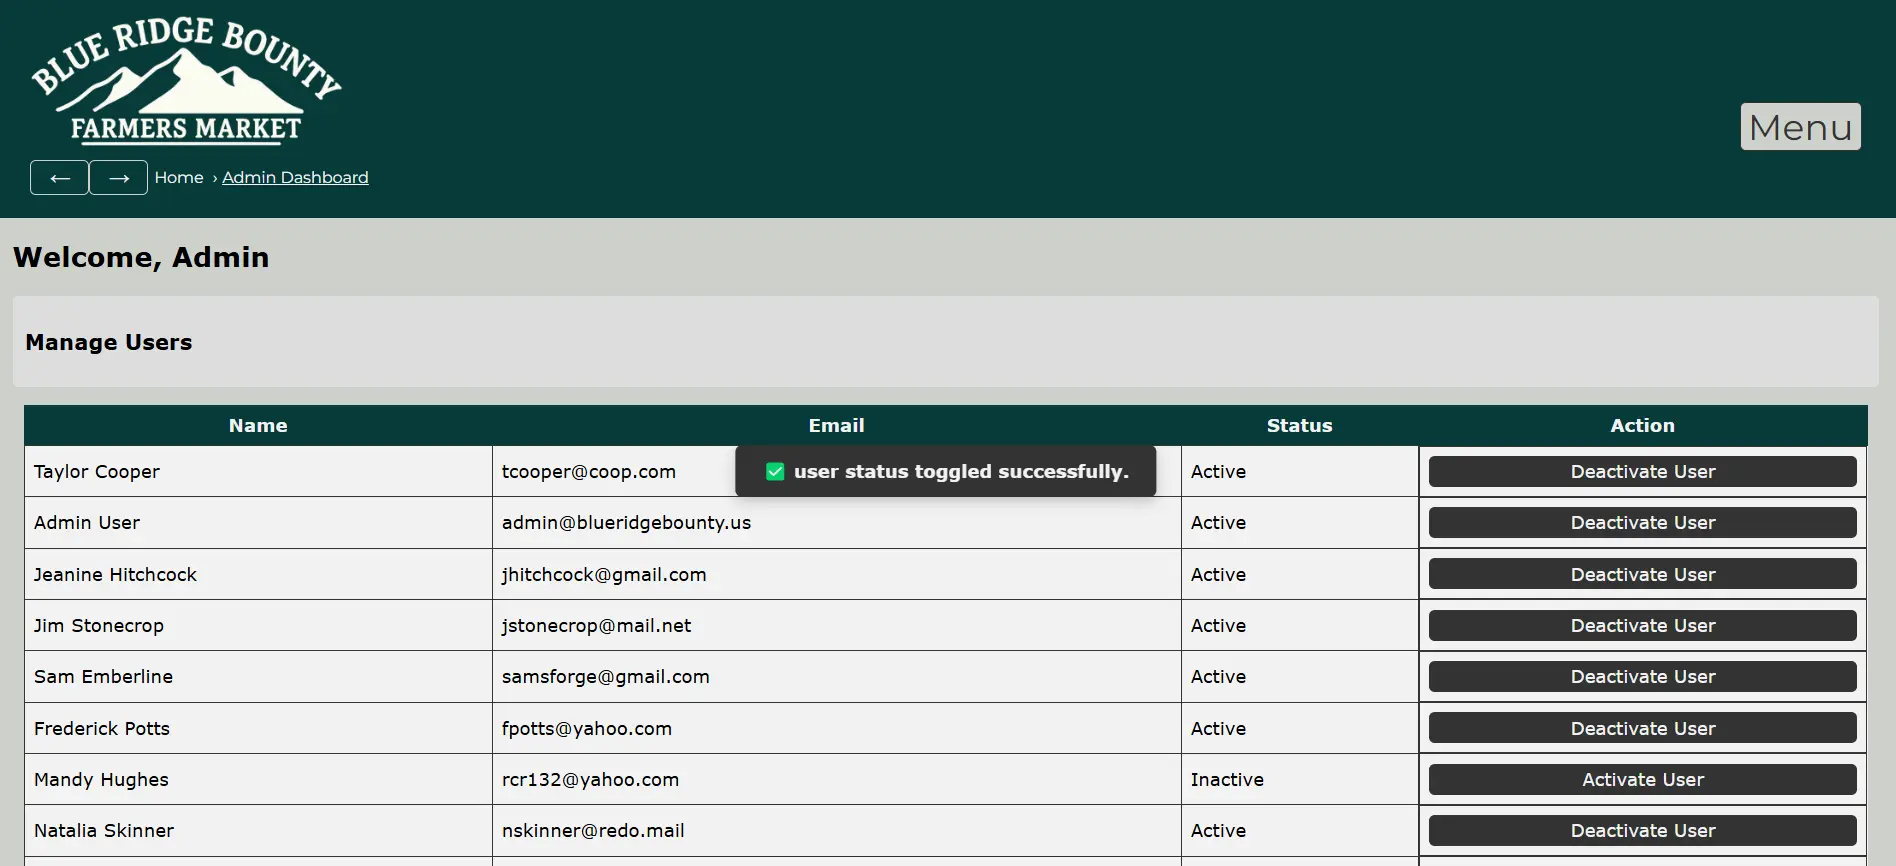 BLUE RIDGE BOUNTY
FARMERS MARKET
Menu
← → Home › Admin Dashboard
Welcome, Admin
Manage Users
Name Email Status Action
Taylor Cooper tcooper@coop.com ✅ user status toggled successfully. Active Deactivate User
Admin User admin@blueridgebounty.us Active Deactivate User
Jeanine Hitchcock jhitchcock@gmail.com Active Deactivate User
Jim Stonecrop jstonecrop@mail.net Active Deactivate User
Sam Emberline samsforge@gmail.com Active Deactivate User
Frederick Potts fpotts@yahoo.com Active Deactivate User
Mandy Hughes rcr132@yahoo.com Inactive Activate User
Natalia Skinner nskinner@redo.mail Active Deactivate User